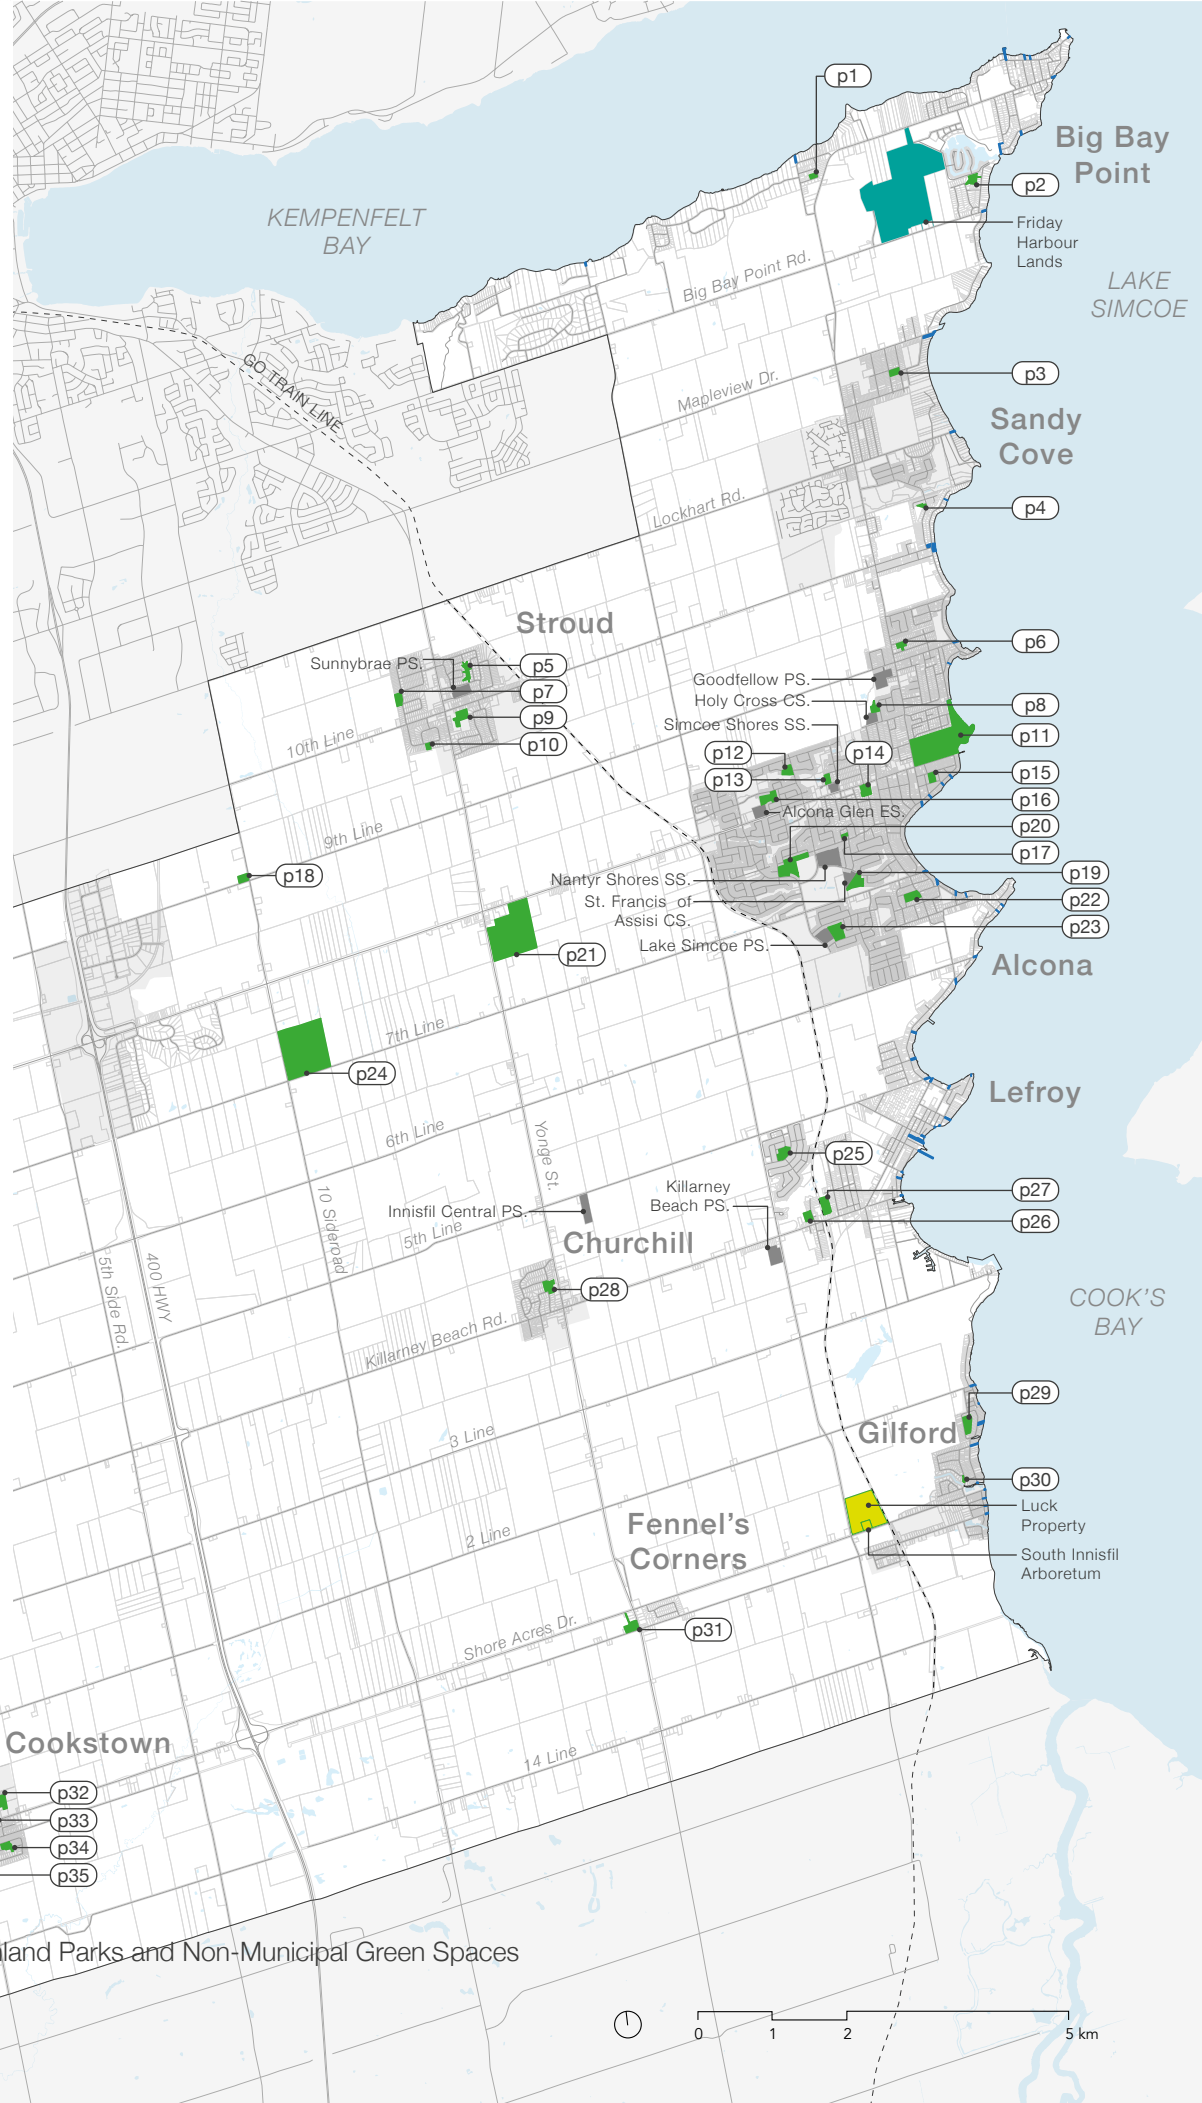 p1
Big Bay
Point
p2
KEMPENFELT
BAY
Friday
Harbour
Lands
LAKE
SIMCOE
Big Bay Point Rd.
GO TRAIN LINE
p3
Mapleview Dr.
Sandy
Cove
Lockhart Rd.
p4
Stroud
p6
Sunnybrae PS.
p5
Goodfellow PS.
p7
Holy Cross CS.
p8
p9
Simcoe Shores SS.
p11
10th Line
p10
p12
p14
p13
p15
Alcona Glen ES.
p16
9th Line
p20
p17
p18
Nantyr Shores SS.
p19
St. Francis of
Assisi CS.
p22
p23
Lake Simcoe PS.
p21
Alcona
7th Line
p24
Lefroy
6th Line
Yonge St.
p25
10 Sideroad
Killarney
Beach PS.
p27
Innisfil Central PS.
p26
5th Line
Churchill
5th Side Rd.
400 HWY
p28
COOK'S
BAY
Killarney Beach Rd.
p29
3 Line
Gilford
p30
Luck
Property
2 Line
Fennel's
Corners
South Innisfil
Arboretum
Shore Acres Dr.
p31
Cookstown
14 Line
p32
p33
p34
p35
nland Parks and Non-Municipal Green Spaces
0 1 2 5 km